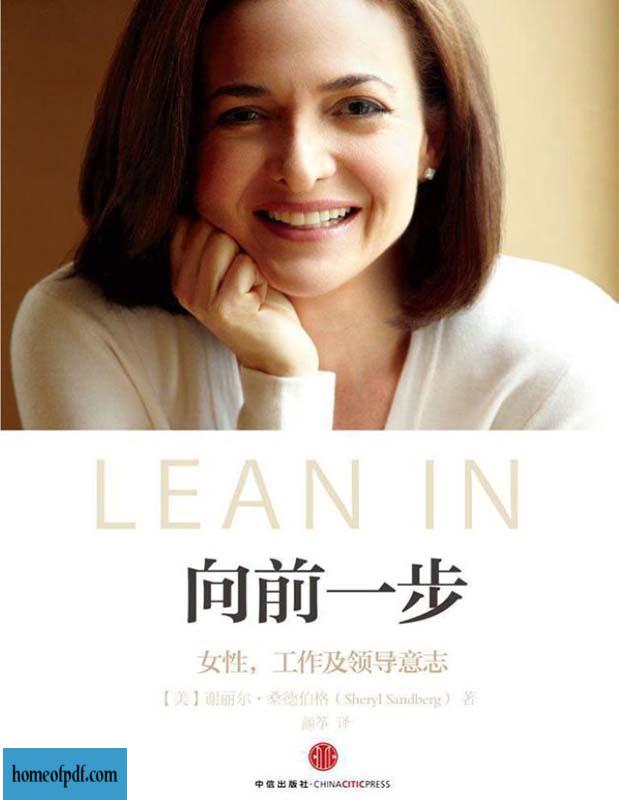 LEAN IN
向前一步
女性，工作及领导意志
【美】谢丽尔·桑德伯格（Sheryl Sandberg）著
颜筝 译
中信出版社·CHINACITICPRESS
homeofpdf.com